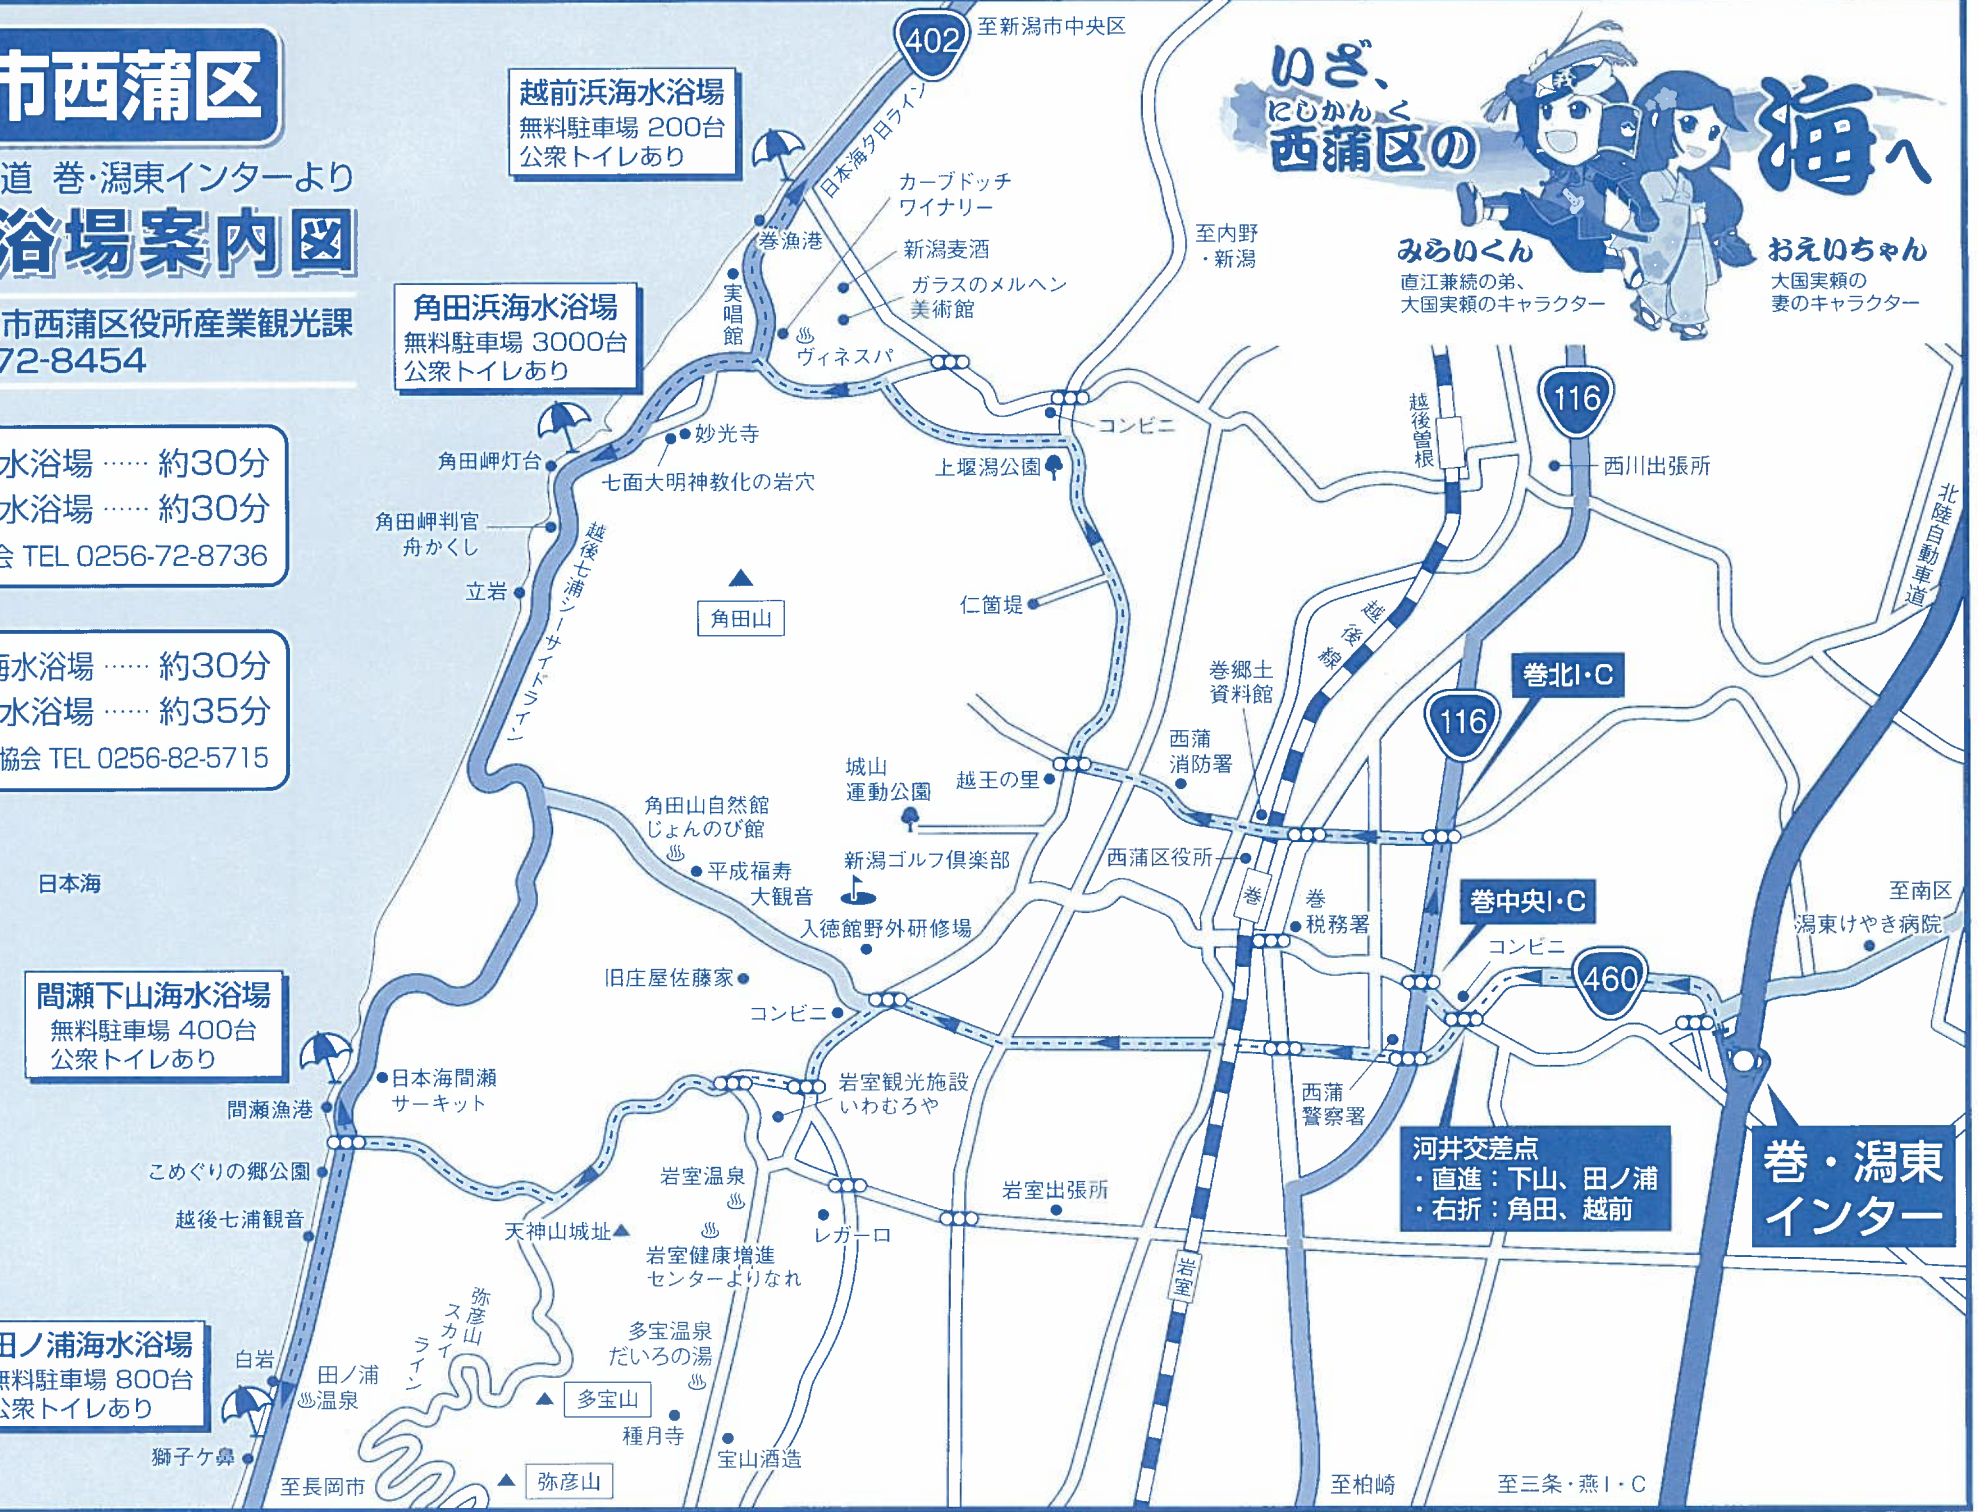 市西蒲区
道 巻・潟東インターより
浴場案内図
市西蒲区役所産業観光課
72-8454
水浴場 …… 約30分
水浴場 …… 約30分
会 TEL 0256-72-8736
海水浴場 …… 約30分
水浴場 …… 約35分
協会 TEL 0256-82-5715
いざ、
にしかんく
西蒲区の
海へ
みらいくん
直江兼続の弟、
大国実頼のキャラクター
おえいちゃん
大国実頼の
妻のキャラクター
402
至新潟市中央区
越前浜海水浴場
無料駐車場 200台
公衆トイレあり
日本海夕日ライン
カーブドッチ
ワイナリー
巻漁港
新潟麦酒
至内野
・新潟
ガラスのメルヘン
美術館
実唱館
角田浜海水浴場
無料駐車場 3000台
公衆トイレあり
ヴィネスパ
コンビニ
越後曽根
116
妙光寺
角田岬灯台
七面大明神教化の岩穴
上堰潟公園
西川出張所
北陸自動車道
角田岬判官
舟かくし
越後七浦シーサイドライン
立岩
角田山
仁箇堤
越後線
巻郷土
資料館
巻北I・C
116
西蒲
消防署
城山
運動公園
越王の里
角田山自然館
じょんのび館
新潟ゴルフ倶楽部
西蒲区役所
平成福寿
大観音
日本海
巻
巻
税務署
巻中央I・C
至南区
潟東けやき病院
コンビニ
入徳館野外研修場
旧庄屋佐藤家
460
コンビニ
間瀬下山海水浴場
無料駐車場 400台
公衆トイレあり
日本海間瀬
サーキット
間瀬漁港
岩室観光施設
いわむろや
西蒲
警察署
河井交差点
・直進：下山、田ノ浦
・右折：角田、越前
巻・潟東
インター
こめぐりの郷公園
岩室温泉
岩室出張所
越後七浦観音
天神山城址
レガーロ
岩室健康増進
センターよりなれ
岩室
弥彦山
スカイ
ライン
多宝温泉
だいろの湯
田ノ浦海水浴場
無料駐車場 800台
公衆トイレあり
白岩
田ノ浦
温泉
多宝山
種月寺
宝山酒造
獅子ケ鼻
至長岡市
弥彦山
至柏崎
至三条・燕I・C